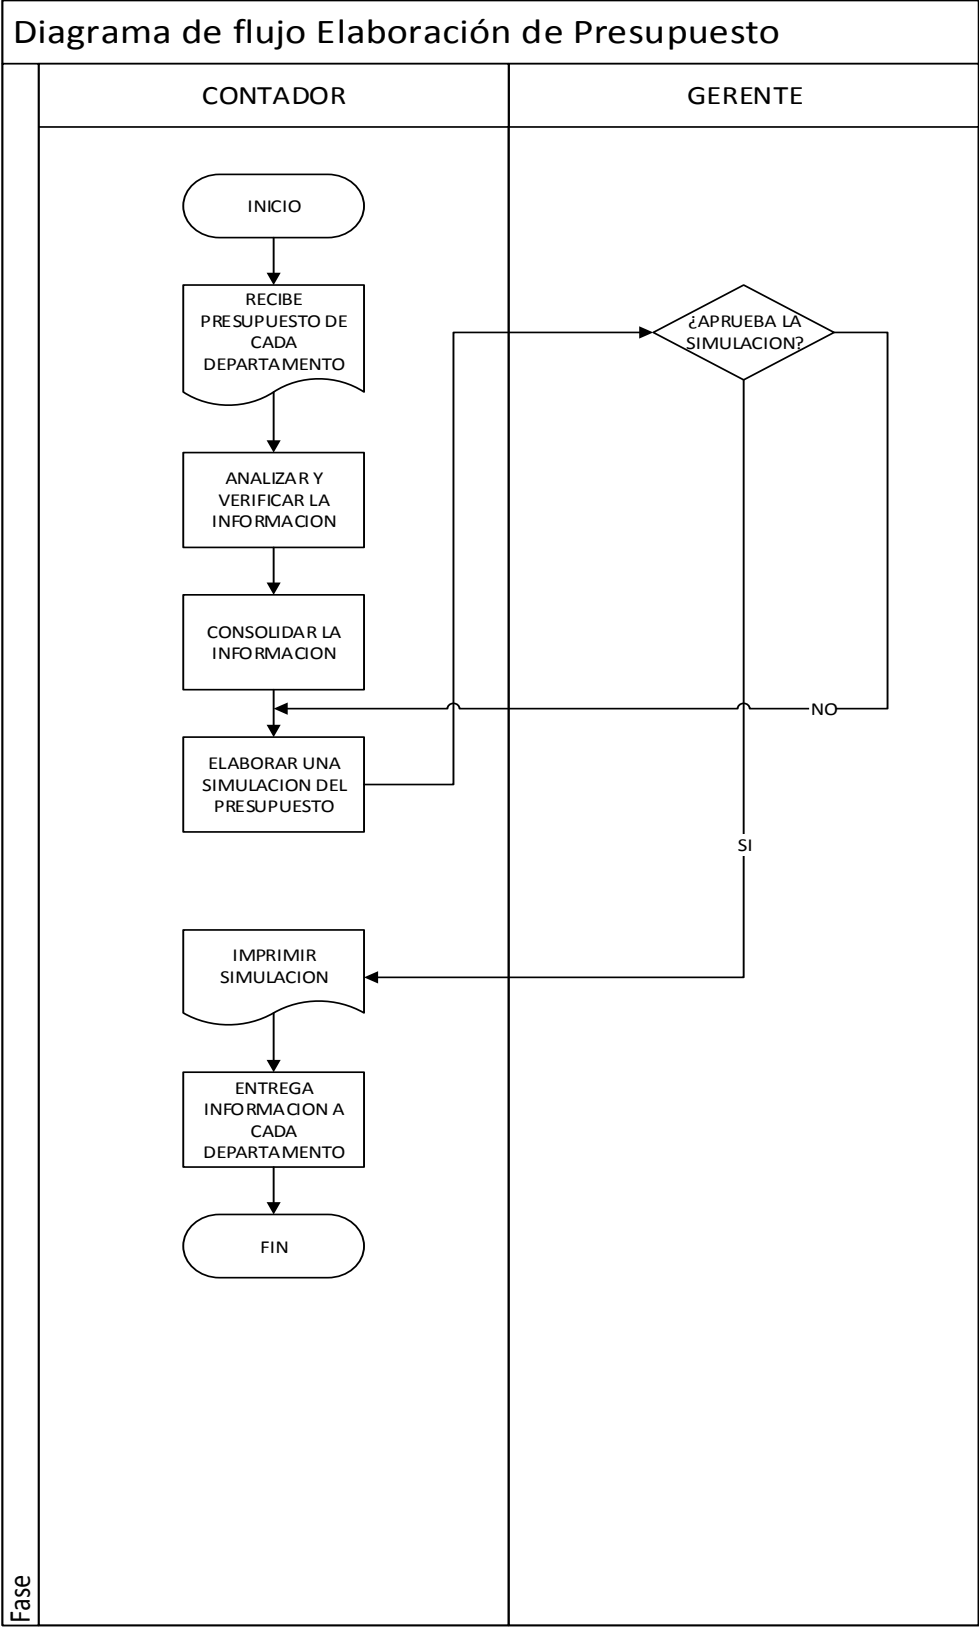 Diagrama de flujo Elaboración de Presupuesto
CONTADOR
GERENTE
INICIO
RECIBE
PRESUPUESTO DE
CADA
DEPARTAMENTO
¿APRUEBA LA
SIMULACION?
ANALIZAR Y
VERIFICAR LA
INFORMACION
CONSOLIDAR LA
INFORMACION
NO
ELABORAR UNA
SIMULACION DEL
PRESUPUESTO
SI
IMPRIMIR
SIMULACION
ENTREGA
INFORMACION A
CADA
DEPARTAMENTO
FIN
Fase